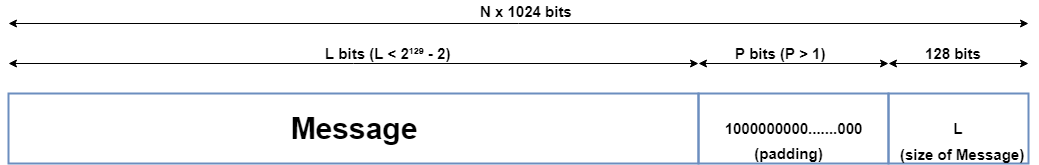 N x 1024 bits
L bits (L < 2¹²⁹ - 2)
P bits (P > 1)
128 bits
Message
1000000000.......000
(padding)
L
(size of Message)